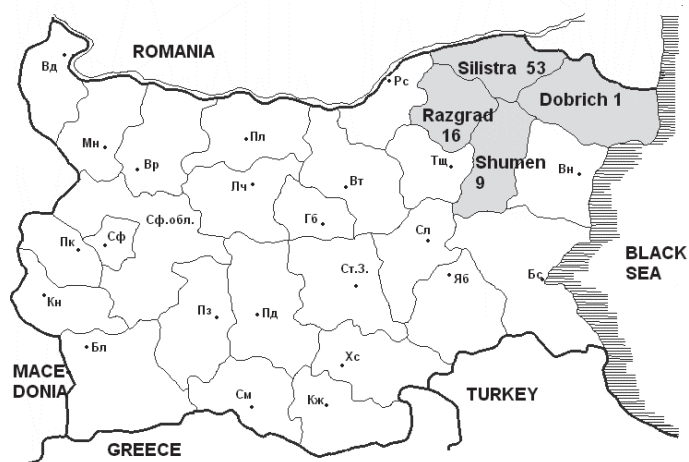 ROMANIA
Вд
Рс
Silistra 53
Dobrich 1
Razgrad
16
Мн
Вр
Пл
Тщ
Shumen
9
Вн
Лч
Вт
Гб
Сф.обл.
Сф
Пк
Сл
BLACK
SEA
Кн
Ст.З.
Яб
Бс
Пз
Пд
Бл
Хс
MACE
DONIA
См
Кж
TURKEY
GREECE